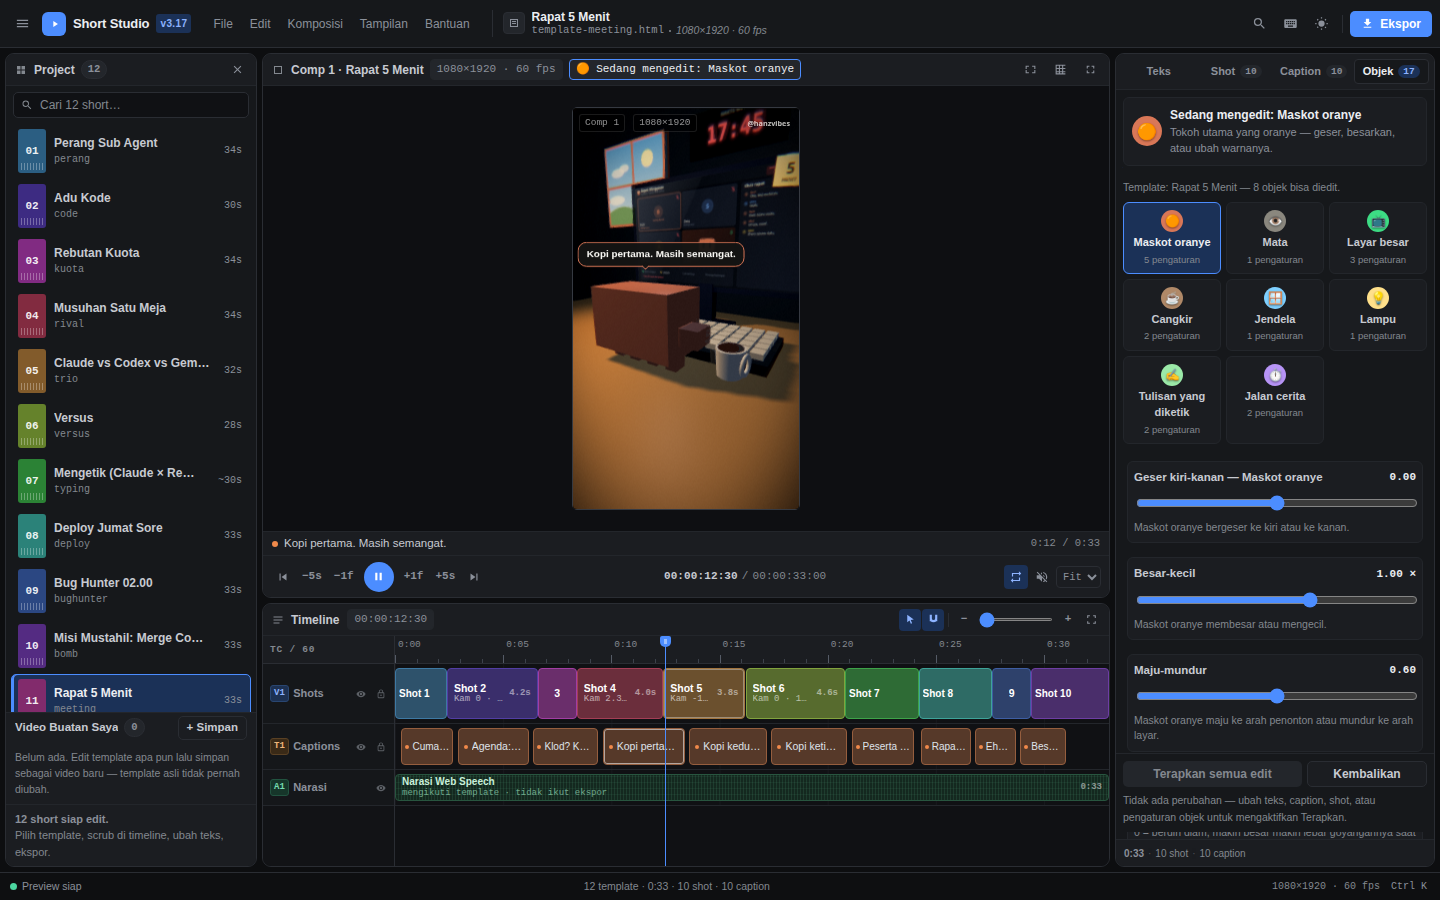 Short Studio v3.17 File Edit Komposisi Tampilan Bantuan
Rapat 5 Menit
template-meeting.html · 1080×1920 · 60 fps
Ekspor
Project 12
Cari 12 short…
01 Perang Sub Agent 34s
perang
02 Adu Kode 30s
code
03 Rebutan Kuota 34s
kuota
04 Musuhan Satu Meja 34s
rival
05 Claude vs Codex vs Gem… 32s
trio
06 Versus 28s
versus
07 Mengetik (Claude × Re… ~30s
typing
08 Deploy Jumat Sore 33s
deploy
09 Bug Hunter 02.00 33s
bughunter
10 Misi Mustahil: Merge Co… 33s
bomb
11 Rapat 5 Menit 33s
meeting
Video Buatan Saya 0 + Simpan
Belum ada. Edit template apa pun lalu simpan
sebagai video baru — template asli tidak pernah
diubah.
12 short siap edit.
Pilih template, scrub di timeline, ubah teks,
ekspor.
Comp 1 · Rapat 5 Menit 1080×1920 · 60 fps Sedang mengedit: Maskot oranye
Comp 1 1080×1920
17:45
@hanzvibes
5
Kopi pertama. Masih semangat.
Kopi pertama. Masih semangat. 0:12 / 0:33
−5s −1f +1f +5s 00:00:12:30 / 00:00:33:00 Fit
Timeline 00:00:12:30 − +
TC / 60 0:00 0:05 0:10 0:15 0:20 0:25 0:30
V1 Shots
Shot 1
Shot 2 4.2s
Kam 0 · …
3
Shot 4 4.0s
Kam 2.3…
Shot 5 3.8s
Kam -1…
Shot 6 4.6s
Kam 0 · 1…
Shot 7
Shot 8
9
Shot 10
T1 Captions
Cuma… Agenda:… Klod? K… Kopi perta… Kopi kedu… Kopi keti… Peserta … Rapa… Eh… Bes…
A1 Narasi
Narasi Web Speech
mengikuti template · tidak ikut ekspor 0:33
Teks Shot 10 Caption 10 Objek 17
Sedang mengedit: Maskot oranye
Tokoh utama yang oranye — geser, besarkan,
atau ubah warnanya.
Template: Rapat 5 Menit — 8 objek bisa diedit.
Maskot oranye
5 pengaturan
Mata
1 pengaturan
Layar besar
3 pengaturan
Cangkir
2 pengaturan
Jendela
1 pengaturan
Lampu
1 pengaturan
Tulisan yang
diketik
2 pengaturan
Jalan cerita
2 pengaturan
Geser kiri-kanan — Maskot oranye 0.00
Maskot oranye bergeser ke kiri atau ke kanan.
Besar-kecil 1.00 ×
Maskot oranye membesar atau mengecil.
Maju-mundur 0.60
Maskot oranye maju ke arah penonton atau mundur ke arah
layar.
Terapkan semua edit Kembalikan
Tidak ada perubahan — ubah teks, caption, shot, atau
pengaturan objek untuk mengaktifkan Terapkan.
0:33 · 10 shot · 10 caption
Preview siap 12 template · 0:33 · 10 shot · 10 caption 1080×1920 · 60 fps Ctrl K